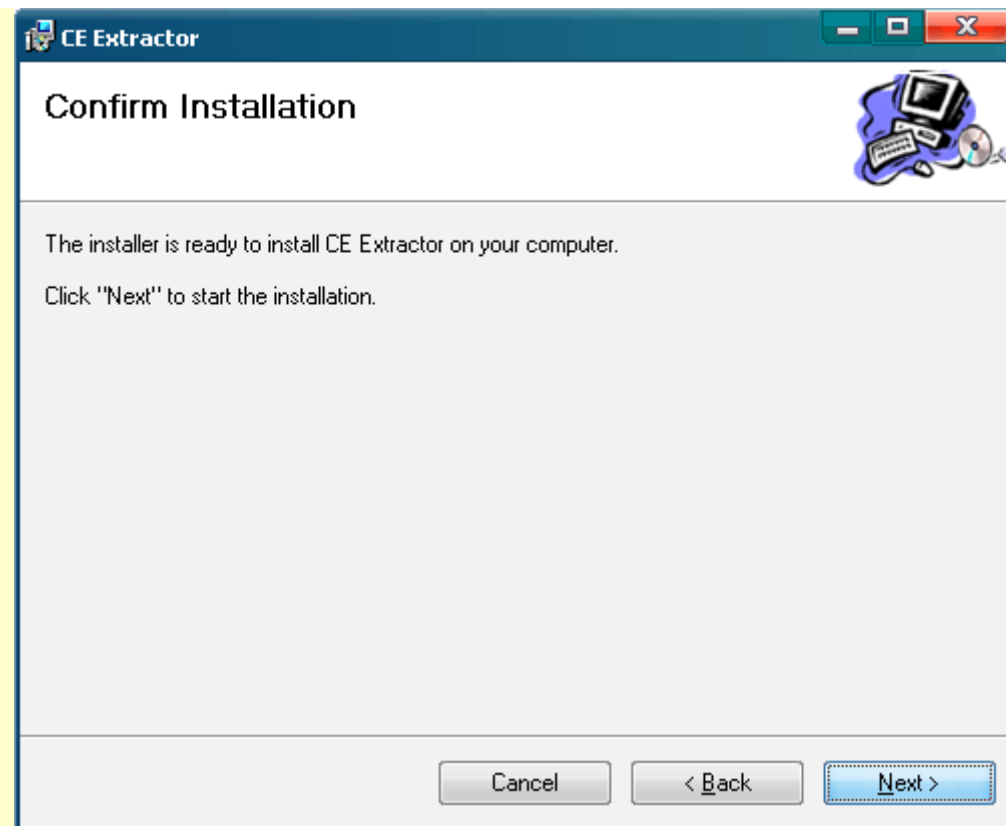 CE Extractor
Confirm Installation
The installer is ready to install CE Extractor on your computer.
Click "Next" to start the installation.
Cancel
< Back
Next >